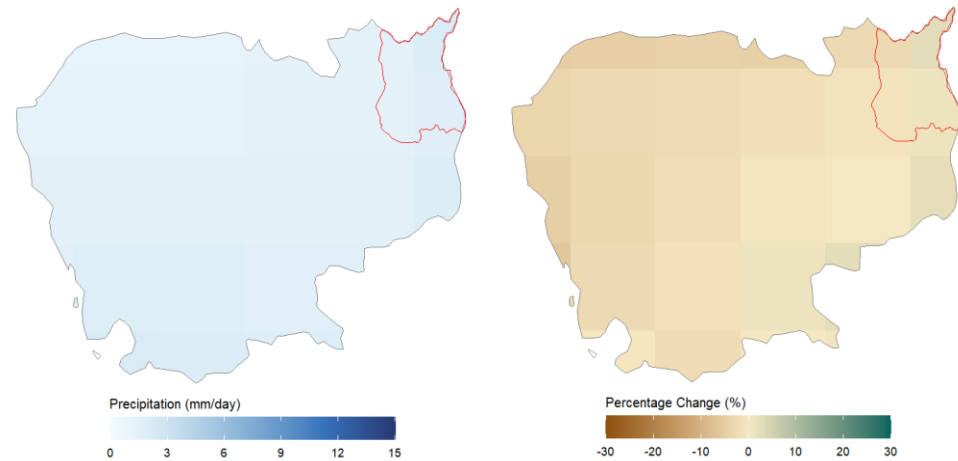 Precipitation (mm/day)
0 3 6 9 12 15
Percentage Change (%)
-30 -20 -10 0 10 20 30